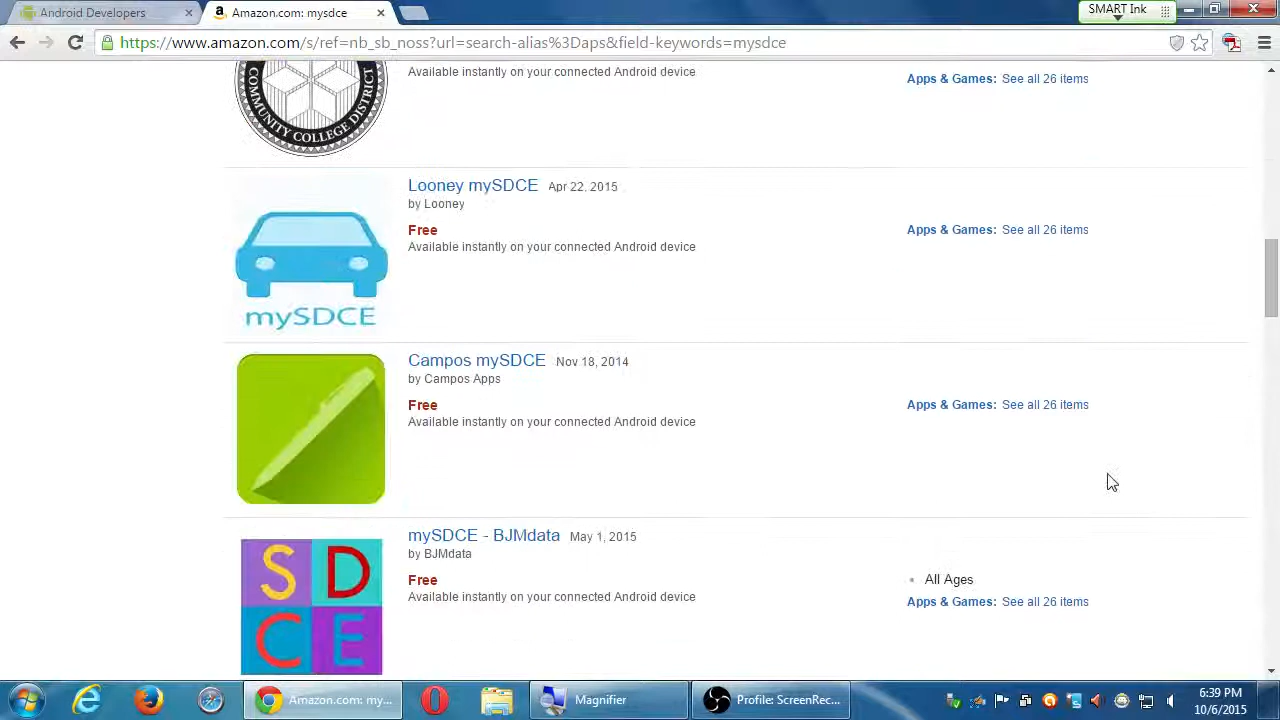 Android Developers
Amazon.com: mysdce
SMART Ink
https://www.amazon.com/s/ref=nb_sb_noss?url=search-alias%3Daps&field-keywords=mysdce
COMMUNITY COLLEGE DISTRICT
Available instantly on your connected Android device
Apps & Games: See all 26 items
Looney mySDCE Apr 22, 2015
by Looney
Free
Available instantly on your connected Android device
Apps & Games: See all 26 items
mySDCE
Campos mySDCE Nov 18, 2014
by Campos Apps
Free
Available instantly on your connected Android device
Apps & Games: See all 26 items
mySDCE - BJMdata May 1, 2015
by BJMdata
Free
Available instantly on your connected Android device
All Ages
Apps & Games: See all 26 items
S D
C E
Amazon.com: my...
Magnifier
Profile: ScreenRec...
6:39 PM
10/6/2015